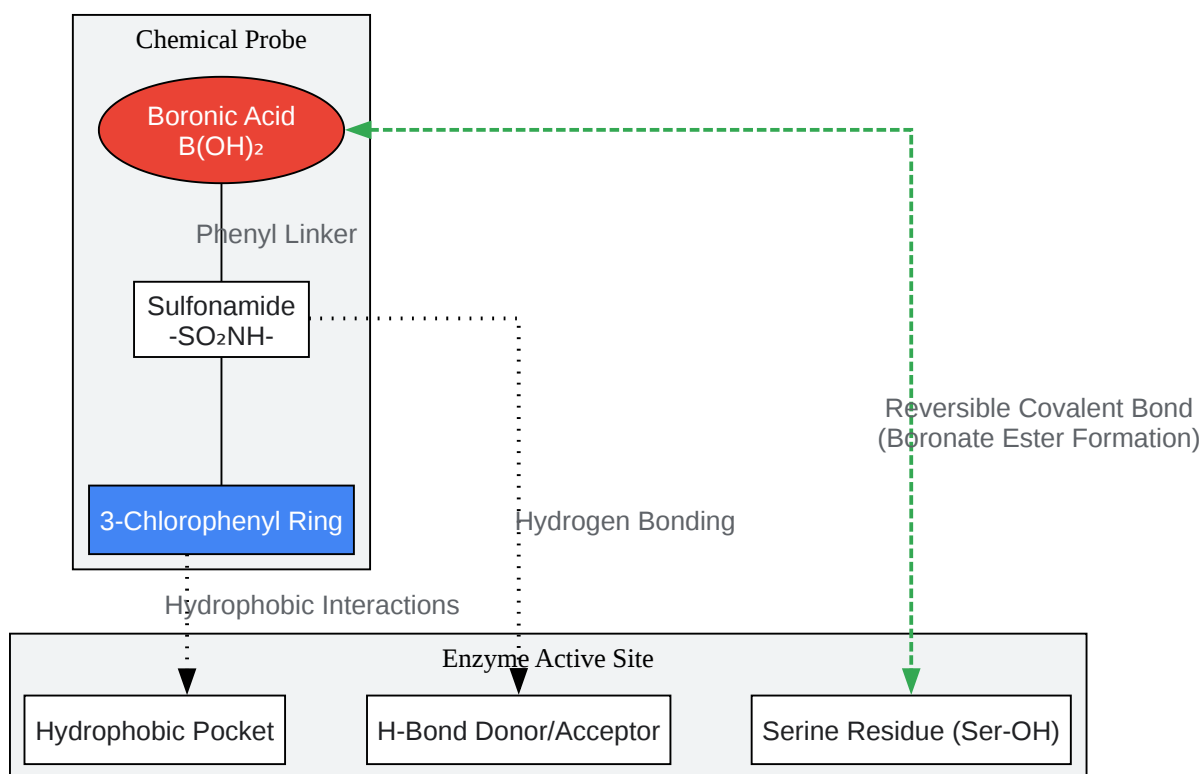 Chemical Probe
Boronic Acid
B(OH)₂
Phenyl Linker
Sulfonamide
-SO₂NH-
Reversible Covalent Bond
(Boronate Ester Formation)
3-Chlorophenyl Ring
Hydrogen Bonding
Hydrophobic Interactions
Enzyme Active Site
Hydrophobic Pocket
H-Bond Donor/Acceptor
Serine Residue (Ser-OH)